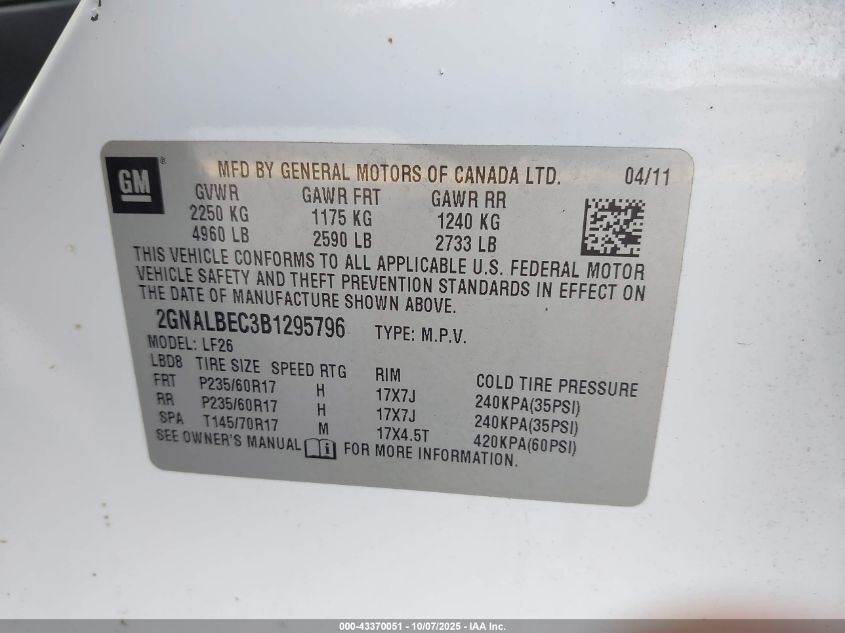 GM ®
MFD BY GENERAL MOTORS OF CANADA LTD. 04/11
GVWR GAWR FRT GAWR RR
2250 KG 1175 KG 1240 KG
4960 LB 2590 LB 2733 LB
THIS VEHICLE CONFORMS TO ALL APPLICABLE U.S. FEDERAL MOTOR
VEHICLE SAFETY AND THEFT PREVENTION STANDARDS IN EFFECT ON
THE DATE OF MANUFACTURE SHOWN ABOVE.
2GNALBEC3B1295796 TYPE: M.P.V.
MODEL: LF26
LBD8 TIRE SIZE SPEED RTG RIM COLD TIRE PRESSURE
FRT P235/60R17 H 17X7J 240KPA(35PSI)
RR P235/60R17 H 17X7J 240KPA(35PSI)
SPA T145/70R17 M 17X4.5T 420KPA(60PSI)
SEE OWNER'S MANUAL i FOR MORE INFORMATION.
000-43370051 - 10/07/2025 - IAA Inc.